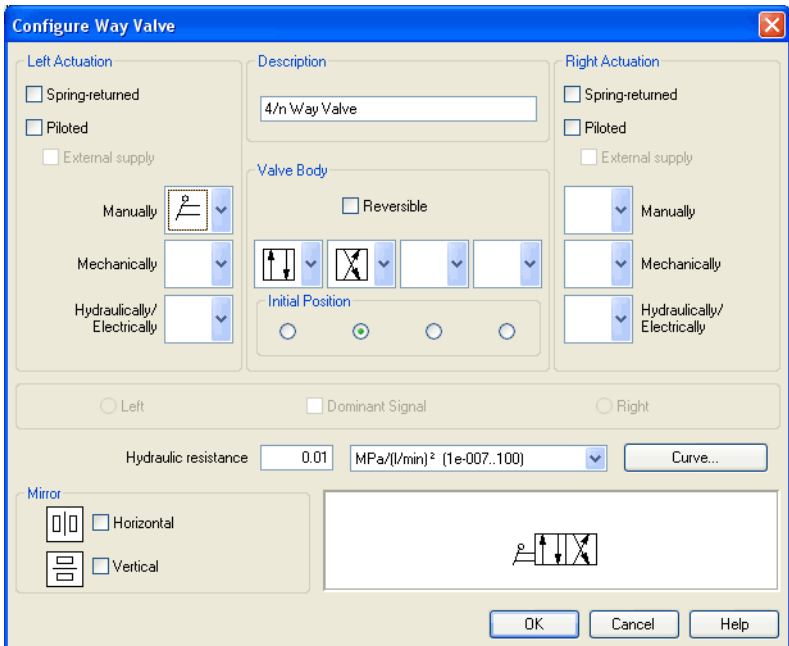 Configure Way Valve
Left Actuation
Spring-returned
Piloted
External supply
Manually
Mechanically
Hydraulically/
Electrically
Description
4/n Way Valve
Valve Body
Reversible
Initial Position
Right Actuation
Spring-returned
Piloted
External supply
Manually
Mechanically
Hydraulically/
Electrically
Left
Dominant Signal
Right
Hydraulic resistance
0.01
MPa/(l/min)² (1e-007..100)
Curve...
Mirror
Horizontal
Vertical
OK
Cancel
Help